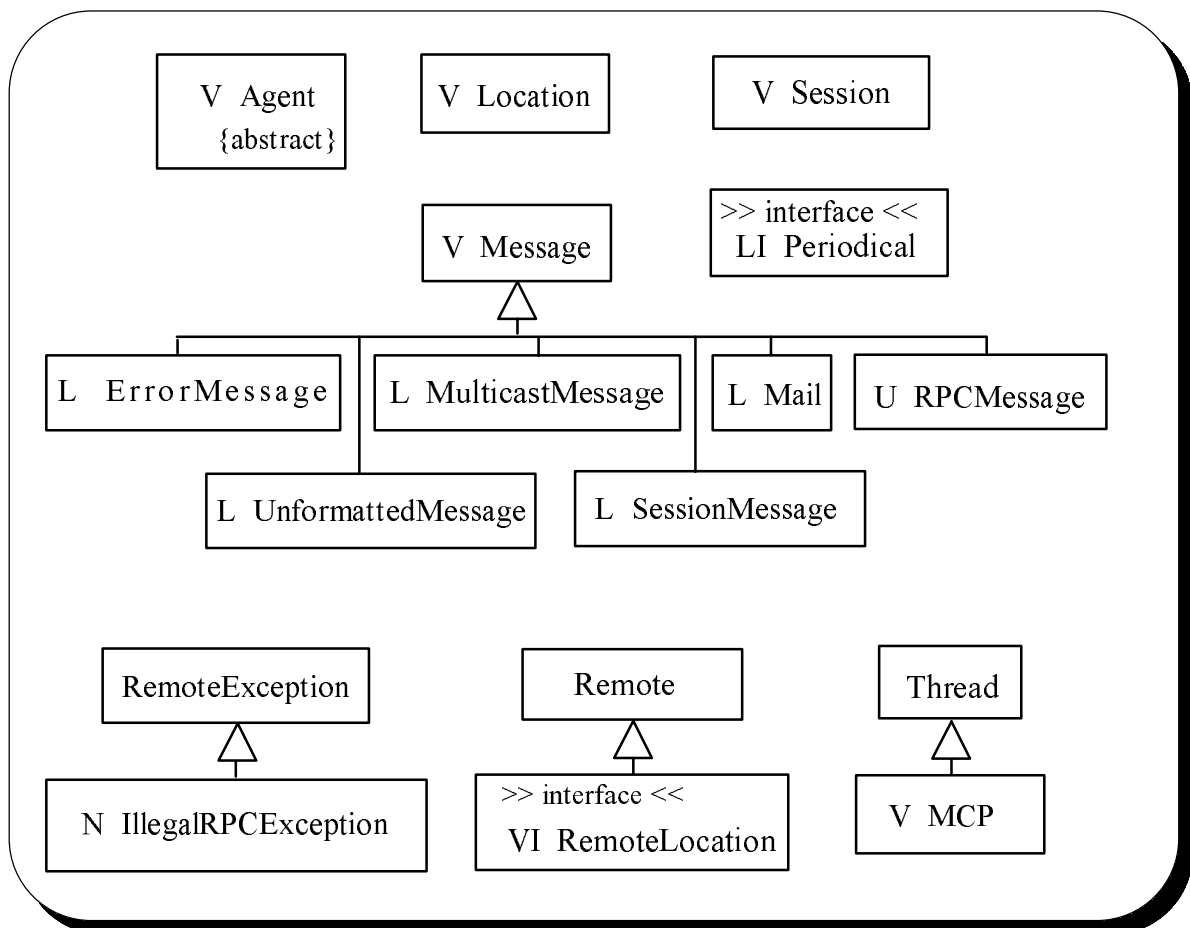 V Agent
{abstract}
V Location
V Session
V Message
>> interface <<
LI Periodical
L ErrorMessage
L MulticastMessage
L Mail
U RPCMessage
L UnformattedMessage
L SessionMessage
RemoteException
Remote
Thread
N IllegalRPCException
>> interface <<
VI RemoteLocation
V MCP